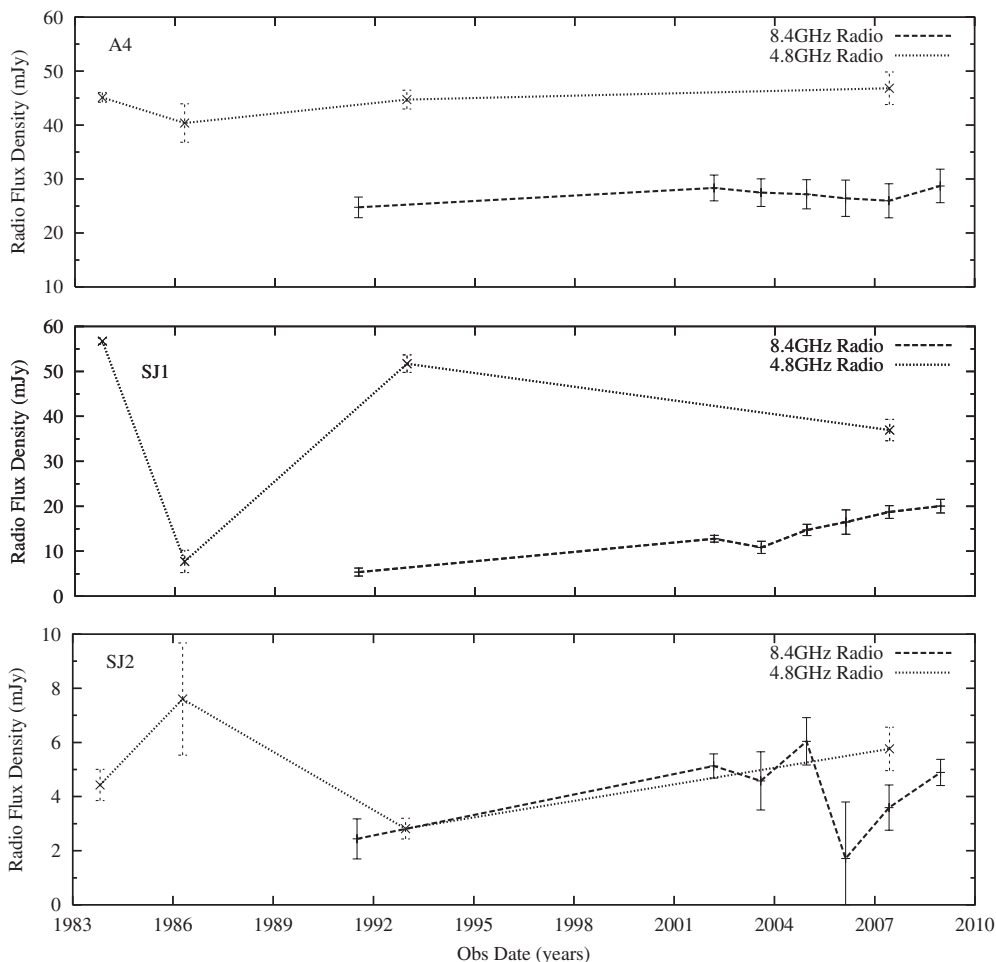 60
50
40
30
20
10
Radio Flux Density (mJy)
A4
8.4GHz Radio
4.8GHz Radio
60
50
40
30
20
10
0
Radio Flux Density (mJy)
SJ1
8.4GHz Radio
4.8GHz Radio
10
8
6
4
2
0
Radio Flux Density (mJy)
SJ2
8.4GHz Radio
4.8GHz Radio
1983 1986 1989 1992 1995 1998 2001 2004 2007 2010
Obs Date (years)